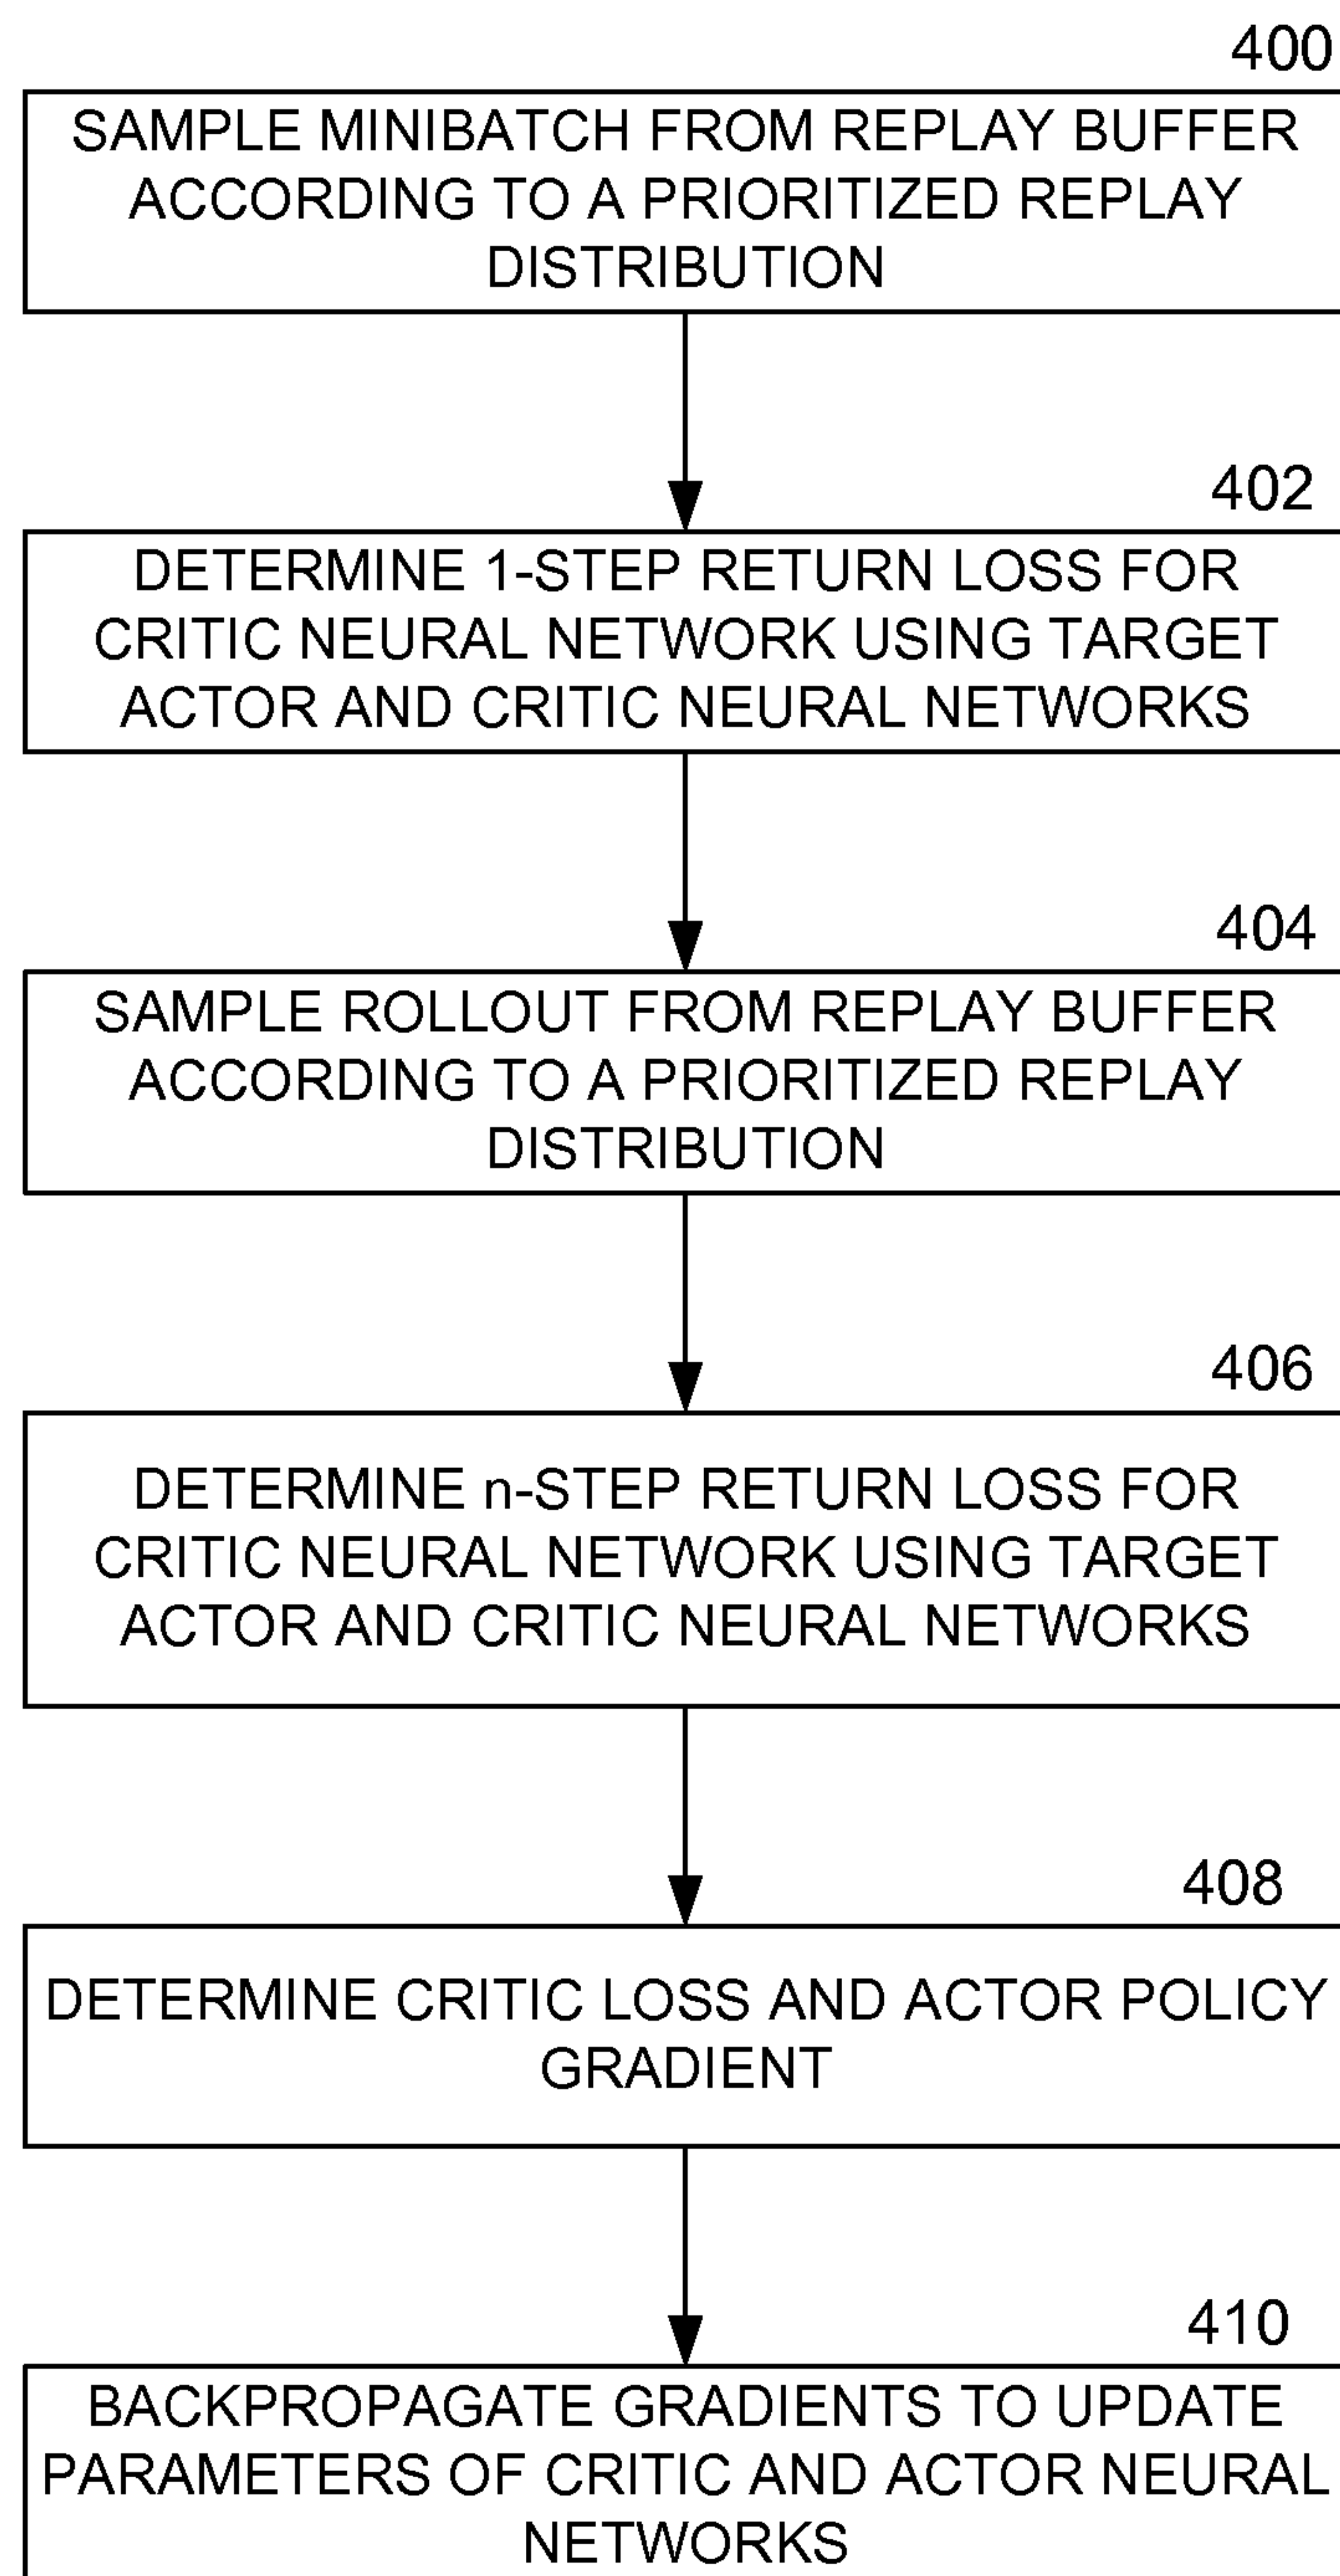 400
SAMPLE MINIBATCH FROM REPLAY BUFFER
ACCORDING TO A PRIORITIZED REPLAY
DISTRIBUTION
402
DETERMINE 1-STEP RETURN LOSS FOR
CRITIC NEURAL NETWORK USING TARGET
ACTOR AND CRITIC NEURAL NETWORKS
404
SAMPLE ROLLOUT FROM REPLAY BUFFER
ACCORDING TO A PRIORITIZED REPLAY
DISTRIBUTION
406
DETERMINE n-STEP RETURN LOSS FOR
CRITIC NEURAL NETWORK USING TARGET
ACTOR AND CRITIC NEURAL NETWORKS
408
DETERMINE CRITIC LOSS AND ACTOR POLICY
GRADIENT
410
BACKPROPAGATE GRADIENTS TO UPDATE
PARAMETERS OF CRITIC AND ACTOR NEURAL
NETWORKS